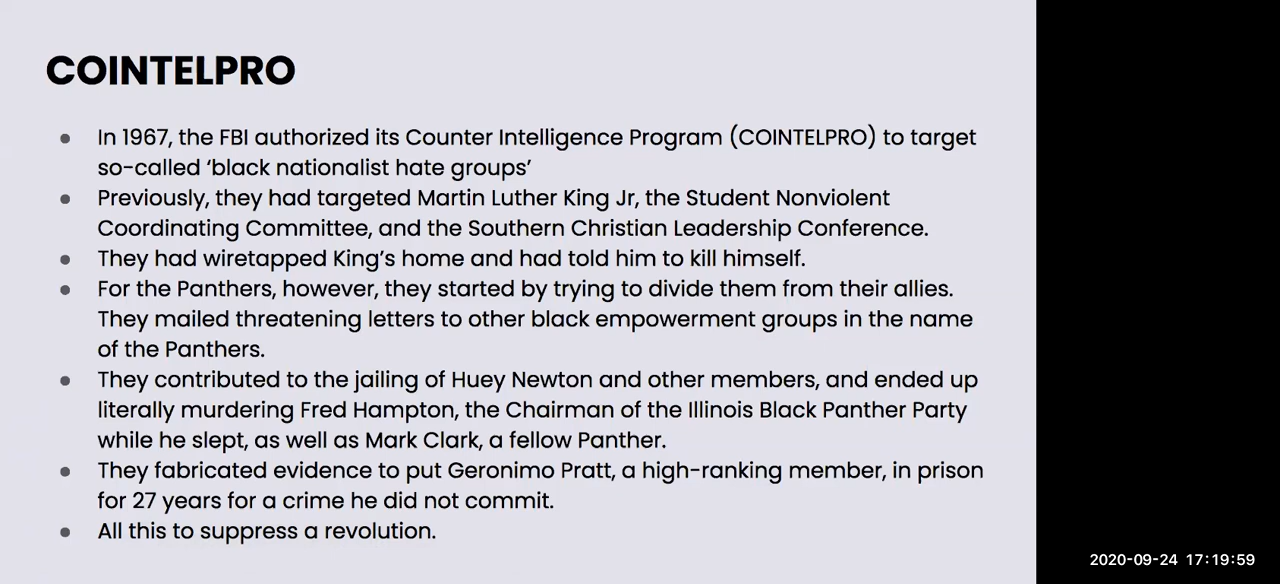 COINTELPRO
● In 1967, the FBI authorized its Counter Intelligence Program (COINTELPRO) to target
so-called ‘black nationalist hate groups’
● Previously, they had targeted Martin Luther King Jr, the Student Nonviolent
Coordinating Committee, and the Southern Christian Leadership Conference.
● They had wiretapped King’s home and had told him to kill himself.
● For the Panthers, however, they started by trying to divide them from their allies.
They mailed threatening letters to other black empowerment groups in the name
of the Panthers.
● They contributed to the jailing of Huey Newton and other members, and ended up
literally murdering Fred Hampton, the Chairman of the Illinois Black Panther Party
while he slept, as well as Mark Clark, a fellow Panther.
● They fabricated evidence to put Geronimo Pratt, a high-ranking member, in prison
for 27 years for a crime he did not commit.
● All this to suppress a revolution.
2020-09-24 17:19:59